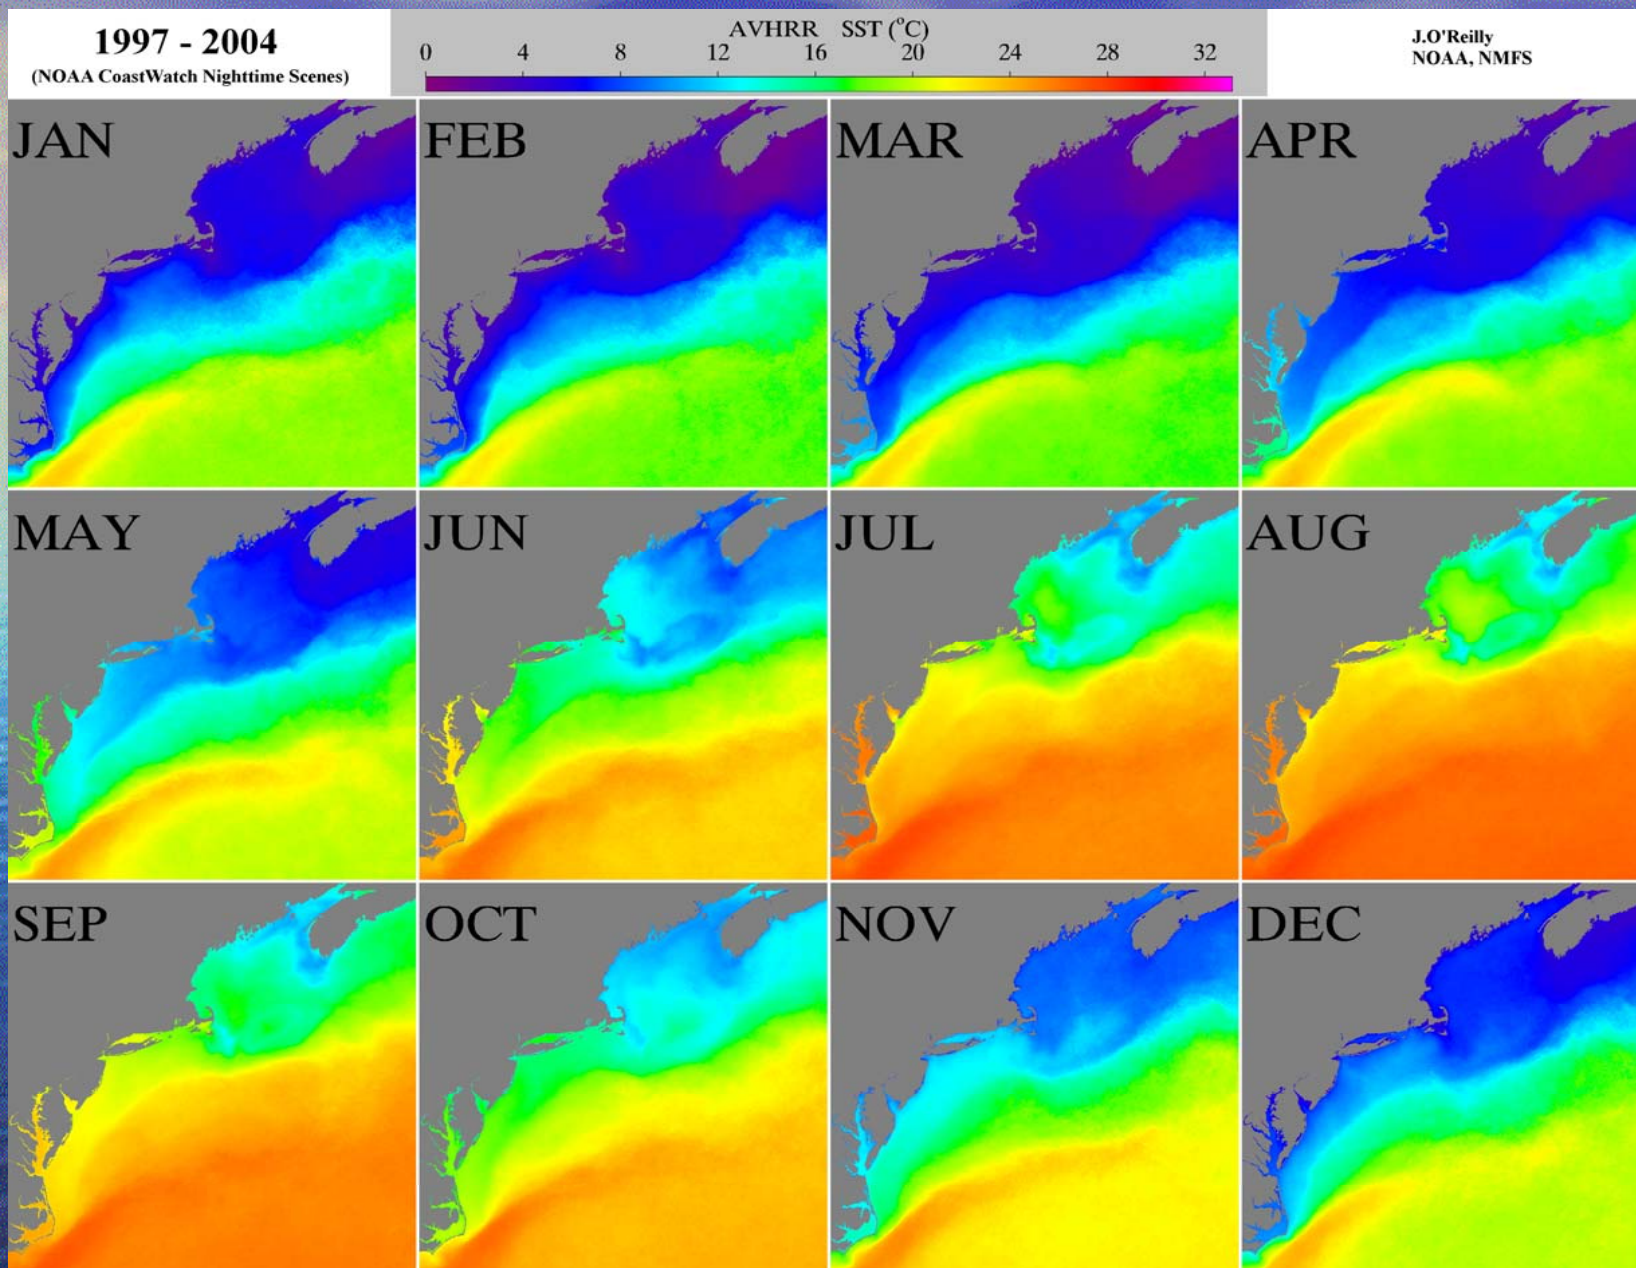 1997 - 2004
(NOAA CoastWatch Nighttime Scenes)
AVHRR SST (°C)
0 4 8 12 16 20 24 28 32
J.O'Reilly
NOAA, NMFS
JAN FEB MAR APR
MAY JUN JUL AUG
SEP OCT NOV DEC